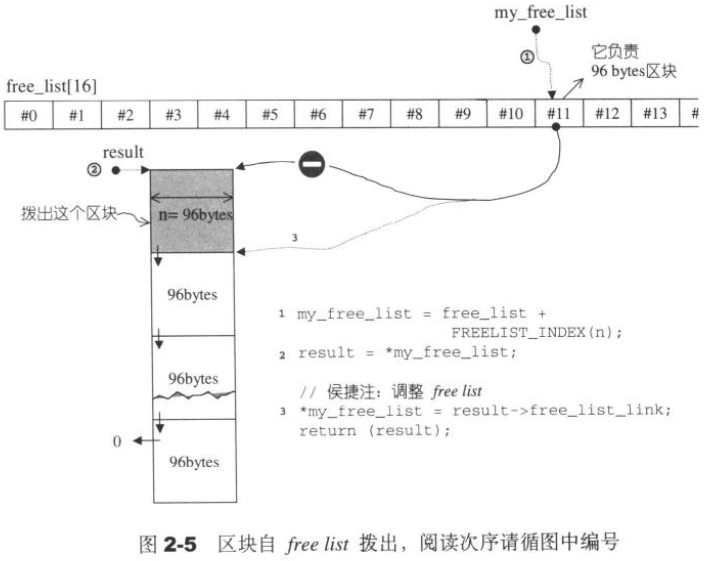 my_free_list
①
它负责
96 bytes区块
free_list[16]
#0 #1 #2 #3 #4 #5 #6 #7 #8 #9 #10 #11 #12 #13 #
result
②
拨出这个区块
n= 96bytes
3
96bytes
96bytes
0
96bytes
1 my_free_list = free_list +
FREELIST_INDEX(n);
2 result = *my_free_list;
// 侯捷注：调整 free list
3 *my_free_list = result->free_list_link;
return (result);
图 2-5 区块自 free list 拨出，阅读次序请循图中编号